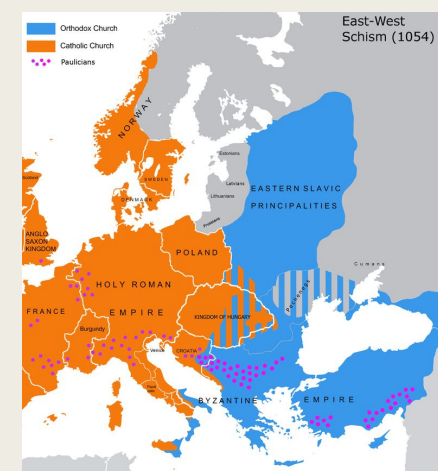 East-West
Schism (1054)
Orthodox Church
Catholic Church
Paulicians
NORWAY
SWEDEN
Estonians
Latvians
Lithuanians
Prussians
DENMARK
Scotland
EASTERN SLAVIC
PRINCIPALITIES
ANGLO
SAXON
KINGDOM
POLAND
Cumans
HOLY ROMAN
EMPIRE
Pechenegs
FRANCE
KINGDOM OF HUNGARY
Burgundy
Venice
CROATIA
BYZANTINE
EMPIRE